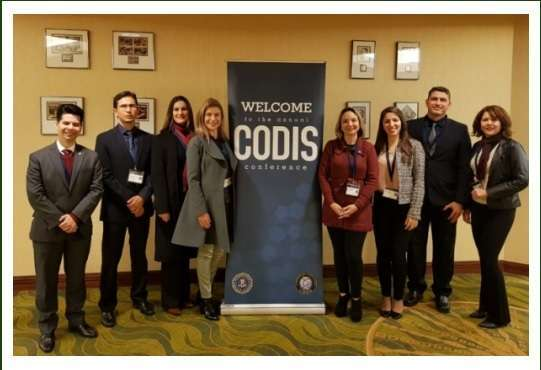 WELCOME
to the annual
CODIS
conference